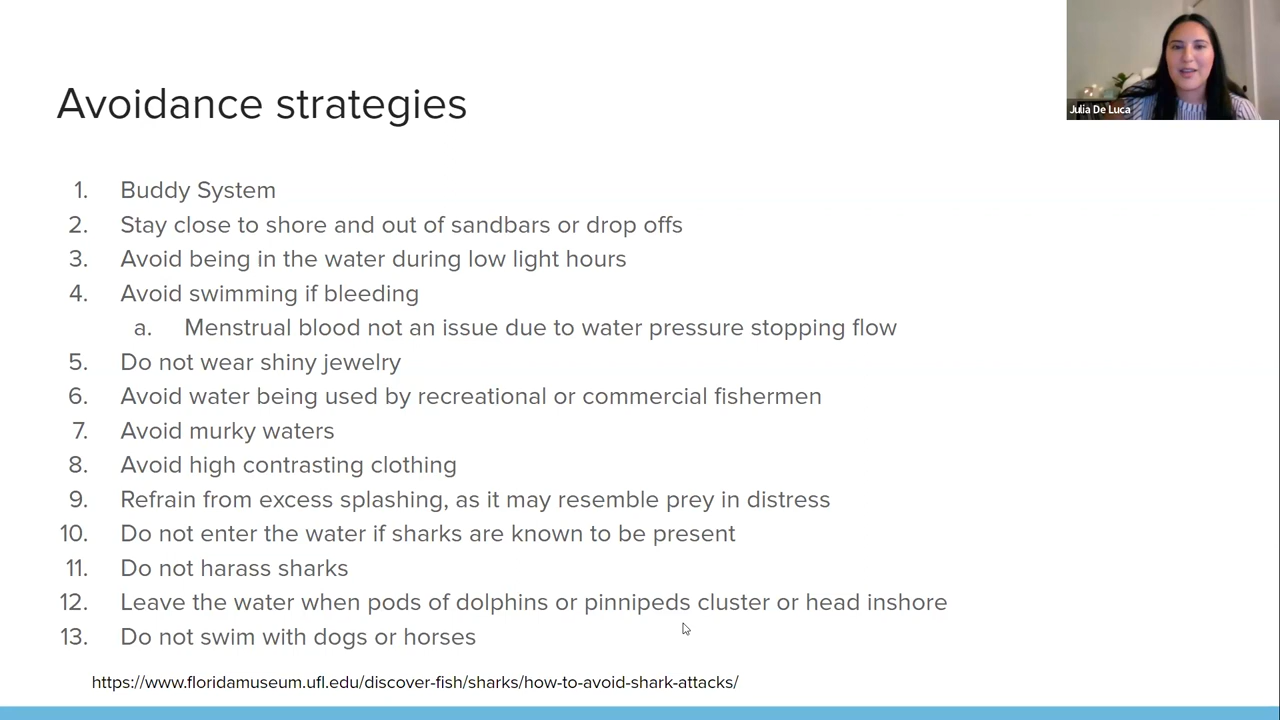 Julia De Luca
Avoidance strategies
1. Buddy System
2. Stay close to shore and out of sandbars or drop offs
3. Avoid being in the water during low light hours
4. Avoid swimming if bleeding
a. Menstrual blood not an issue due to water pressure stopping flow
5. Do not wear shiny jewelry
6. Avoid water being used by recreational or commercial fishermen
7. Avoid murky waters
8. Avoid high contrasting clothing
9. Refrain from excess splashing, as it may resemble prey in distress
10. Do not enter the water if sharks are known to be present
11. Do not harass sharks
12. Leave the water when pods of dolphins or pinnipeds cluster or head inshore
13. Do not swim with dogs or horses
https://www.floridamuseum.ufl.edu/discover-fish/sharks/how-to-avoid-shark-attacks/